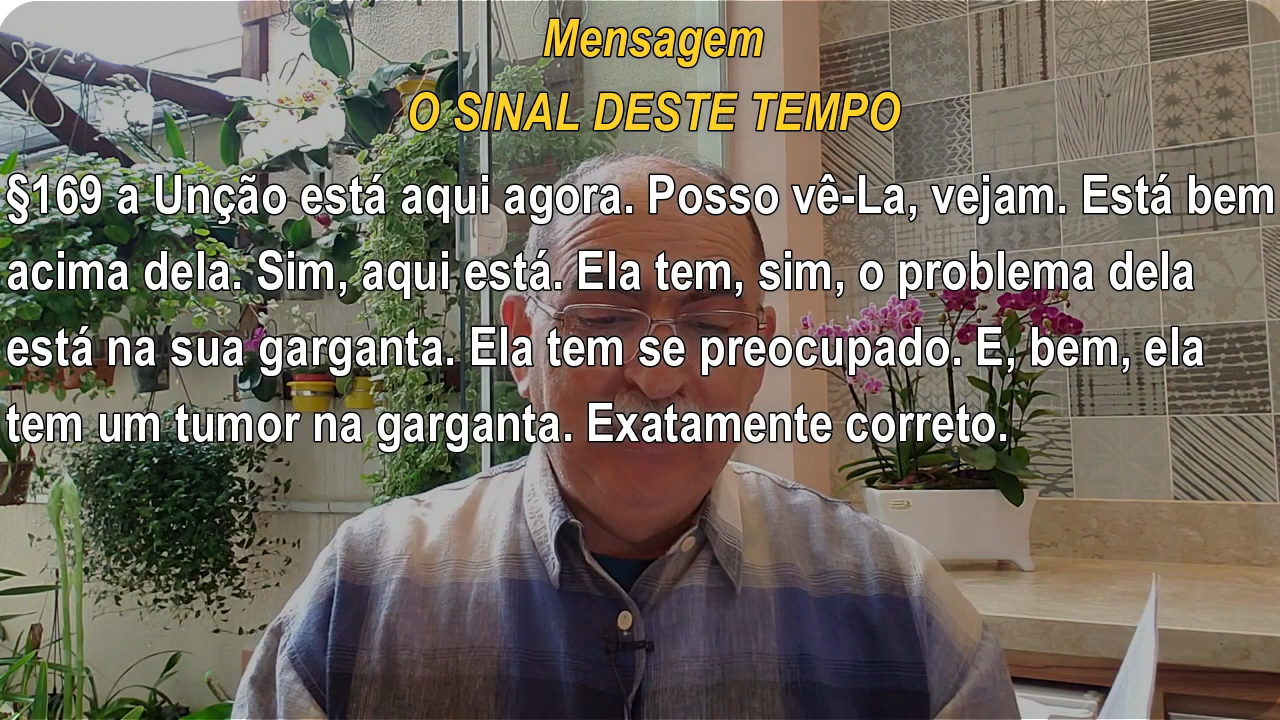 Mensagem
O SINAL DESTE TEMPO
§169 a Unção está aqui agora. Posso vê-La, vejam. Está bem
acima dela. Sim, aqui está. Ela tem, sim, o problema dela
está na sua garganta. Ela tem se preocupado. E, bem, ela
tem um tumor na garganta. Exatamente correto.